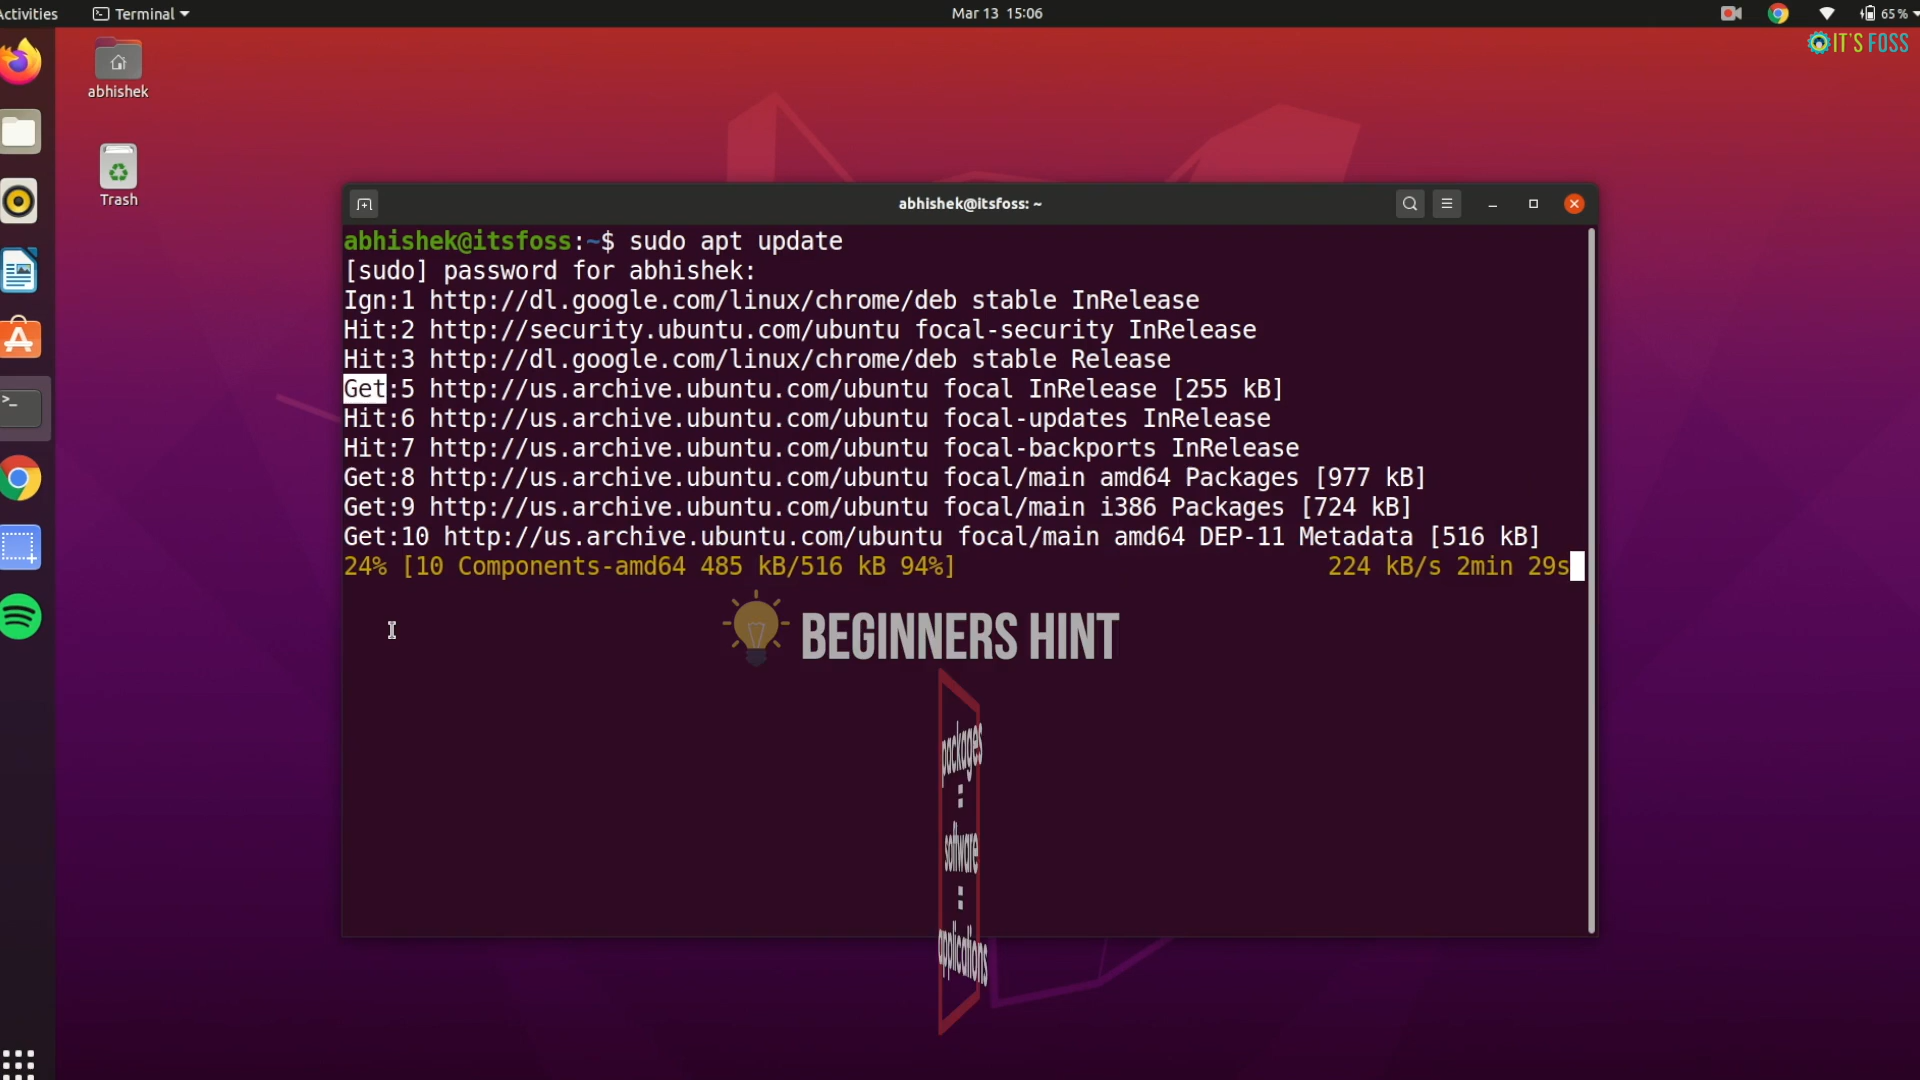 Activities
Terminal
Mar 13 15:06
65 %
IT'S FOSS
abhishek
Trash
abhishek@itsfoss: ~
abhishek@itsfoss:~$ sudo apt update
[sudo] password for abhishek:
Ign:1 http://dl.google.com/linux/chrome/deb stable InRelease
Hit:2 http://security.ubuntu.com/ubuntu focal-security InRelease
Hit:3 http://dl.google.com/linux/chrome/deb stable Release
Get:5 http://us.archive.ubuntu.com/ubuntu focal InRelease [255 kB]
Hit:6 http://us.archive.ubuntu.com/ubuntu focal-updates InRelease
Hit:7 http://us.archive.ubuntu.com/ubuntu focal-backports InRelease
Get:8 http://us.archive.ubuntu.com/ubuntu focal/main amd64 Packages [977 kB]
Get:9 http://us.archive.ubuntu.com/ubuntu focal/main i386 Packages [724 kB]
Get:10 http://us.archive.ubuntu.com/ubuntu focal/main amd64 DEP-11 Metadata [516 kB]
24% [10 Components-amd64 485 kB/516 kB 94%] 224 kB/s 2min 29s
BEGINNERS HINT
packages
=
software
=
applications